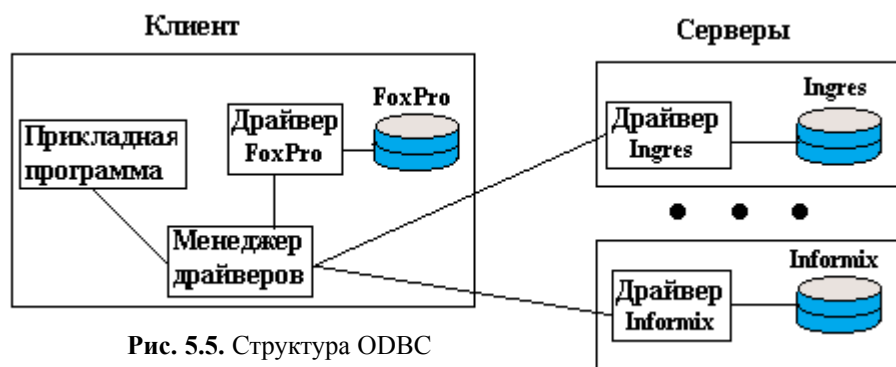 Клиент
Прикладная
программа
Драйвер
FoxPro
FoxPro
Менеджер
драйверов
Серверы
Драйвер
Ingres
Ingres
Драйвер
Informix
Informix
Рис. 5.5. Структура ODBC